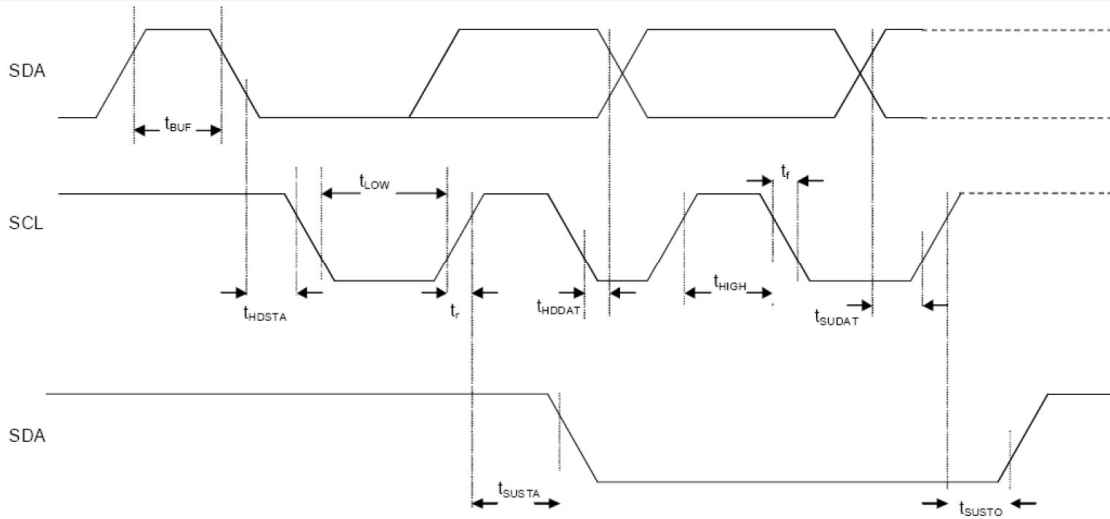 SDA
tBUF
tLOW
tf
SCL
tHDSTA
tr
tHDDAT
tHIGH
tSUDAT
SDA
tSUSTA
tSUSTO